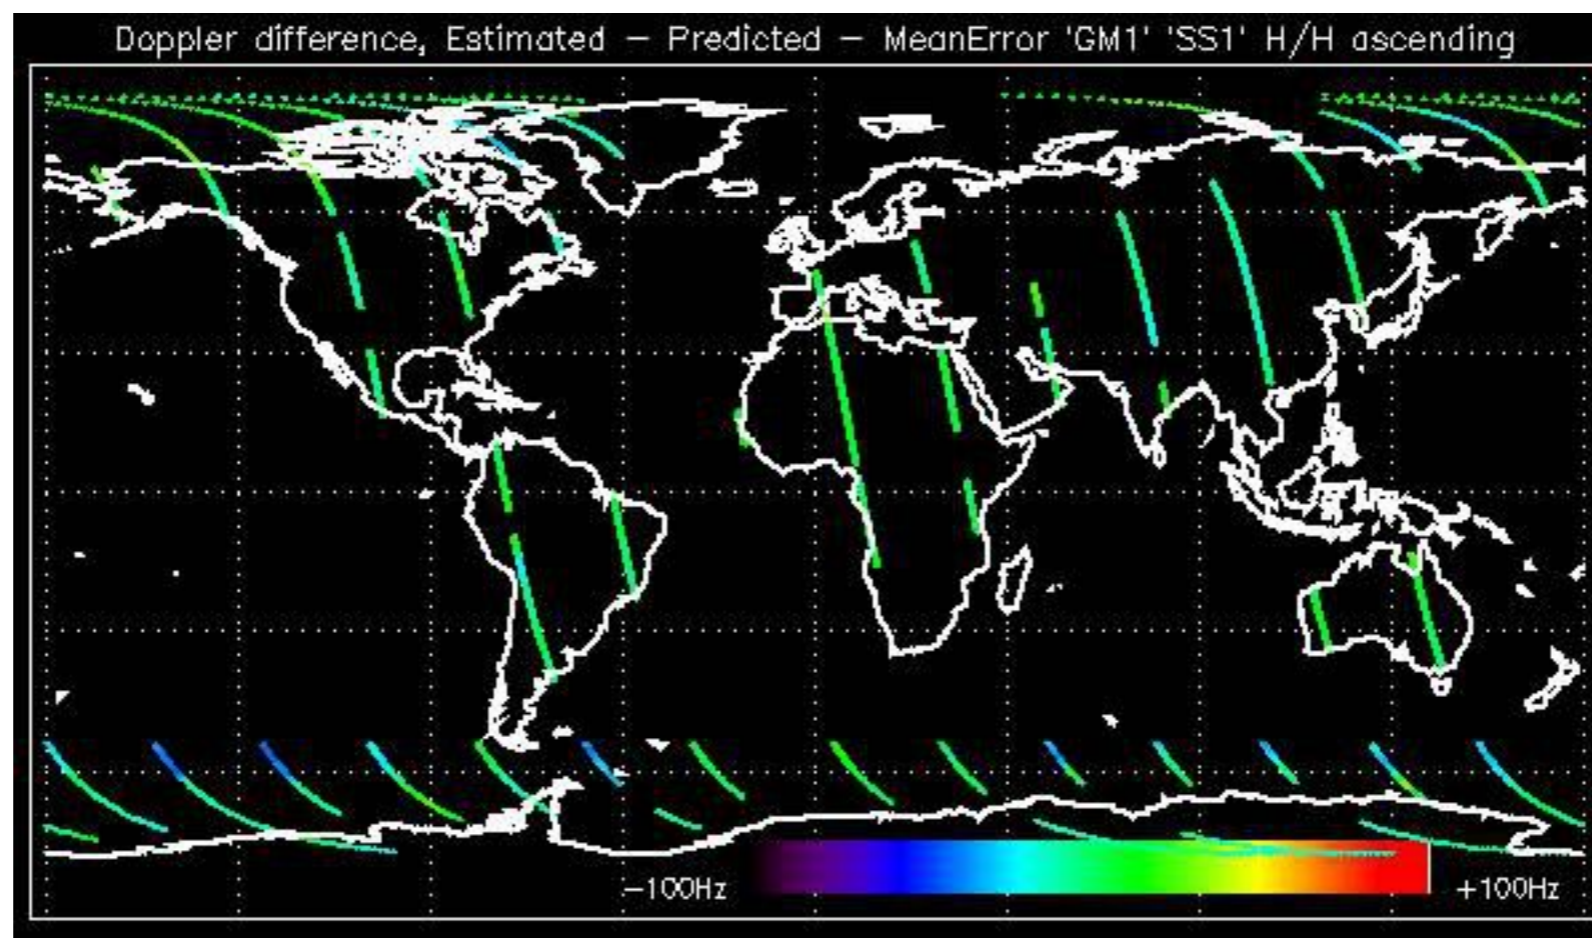 Doppler difference, Estimated – Predicted – MeanError 'GM1' 'SS1' H/H ascending
−100Hz +100Hz